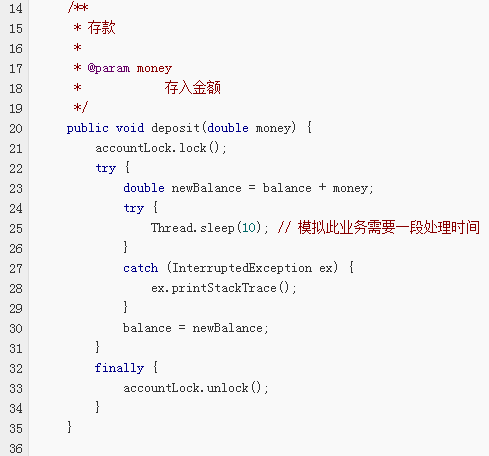 14 /**
15 * 存款
16 *
17 * @param money
18 * 存入金额
19 */
20 public void deposit(double money) {
21 accountLock.lock();
22 try {
23 double newBalance = balance + money;
24 try {
25 Thread.sleep(10); // 模拟此业务需要一段处理时间
26 }
27 catch (InterruptedException ex) {
28 ex.printStackTrace();
29 }
30 balance = newBalance;
31 }
32 finally {
33 accountLock.unlock();
34 }
35 }
36